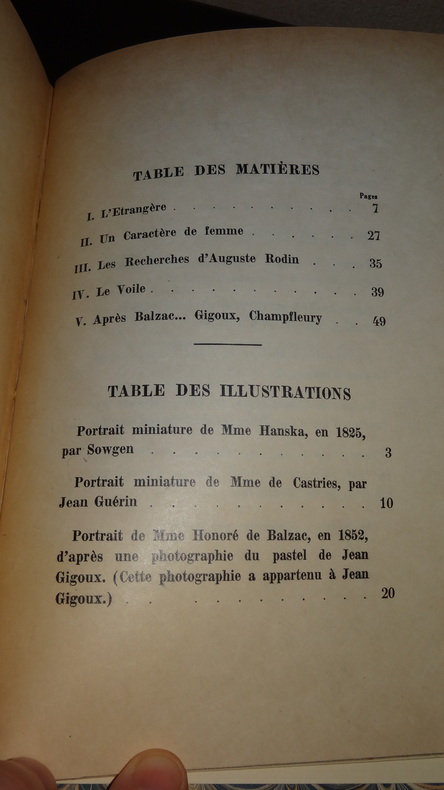 TABLE DES MATIÈRES
Pages
I. L'Etrangère . . . . . . . . . . 7
II. Un Caractère de femme . . . . . . 27
III. Les Recherches d'Auguste Rodin . . . 35
IV. Le Voile . . . . . . . . . . . 39
V. Après Balzac... Gigoux, Champfleury . . 49
TABLE DES ILLUSTRATIONS
Portrait miniature de Mme Hanska, en 1825,
par Sowgen . . . . . . . . . . . 3
Portrait miniature de Mme de Castries, par
Jean Guérin . . . . . . . . . . . 10
Portrait de Mme Honoré de Balzac, en 1852,
d'après une photographie du pastel de Jean
Gigoux. (Cette photographie a appartenu à Jean
Gigoux.) . . . . . . . . . . . 20